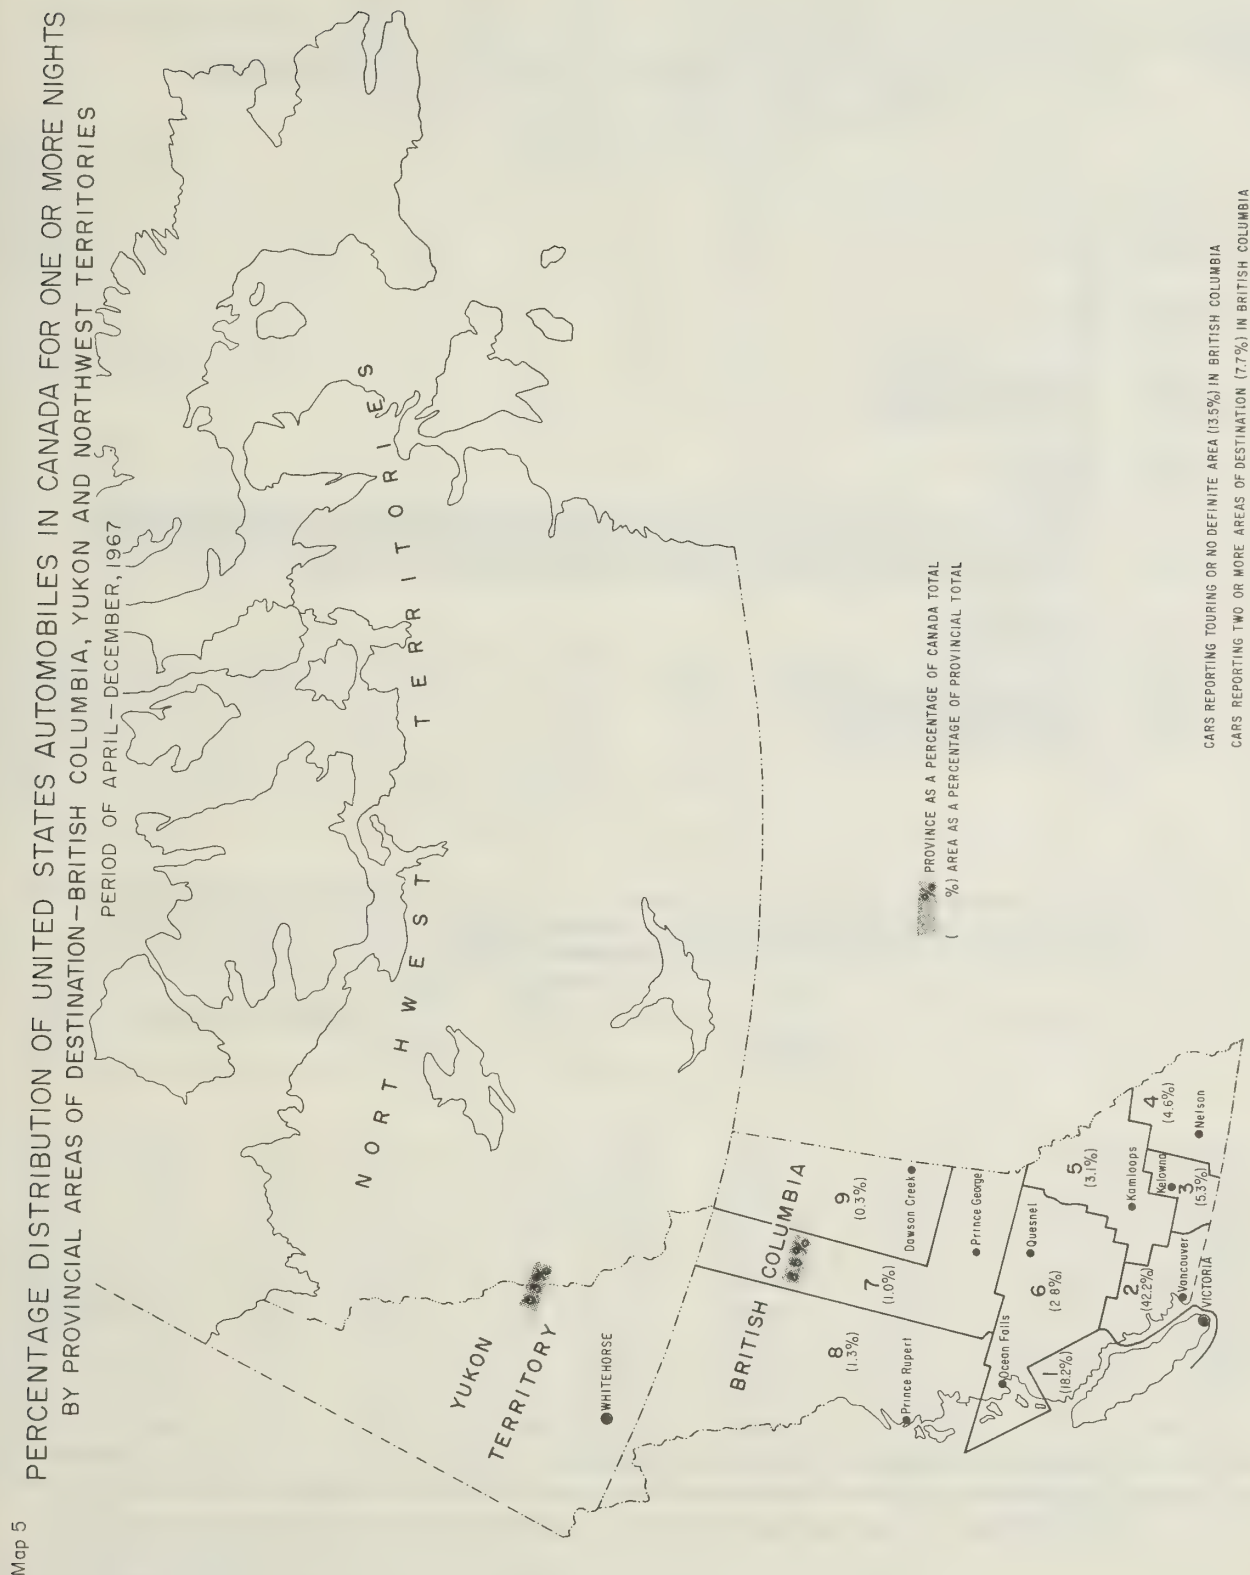 Map 5
PERCENTAGE DISTRIBUTION OF UNITED STATES AUTOMOBILES IN CANADA FOR ONE OR MORE NIGHTS
BY PROVINCIAL AREAS OF DESTINATION–BRITISH COLUMBIA, YUKON AND NORTHWEST TERRITORIES
PERIOD OF APRIL–DECEMBER, 1967
NORTHWEST TERRITORIES
YUKON
TERRITORY
WHITEHORSE
BRITISH COLUMBIA
9
(0.3%)
Dawson Creek
7
(1.0%)
8
(1.3%)
Prince Rupert
Prince George
Ocean Falls
Quesnel
6
(2.8%)
5
(3.1%)
Kamloops
4
(4.6%)
Nelson
Kelowna
3
(5.3%)
2
(42.2%)
Vancouver
VICTORIA
1
(18.2%)
% PROVINCE AS A PERCENTAGE OF CANADA TOTAL
( %) AREA AS A PERCENTAGE OF PROVINCIAL TOTAL
CARS REPORTING TOURING OR NO DEFINITE AREA (13.5%) IN BRITISH COLUMBIA
CARS REPORTING TWO OR MORE AREAS OF DESTINATION (7.7%) IN BRITISH COLUMBIA